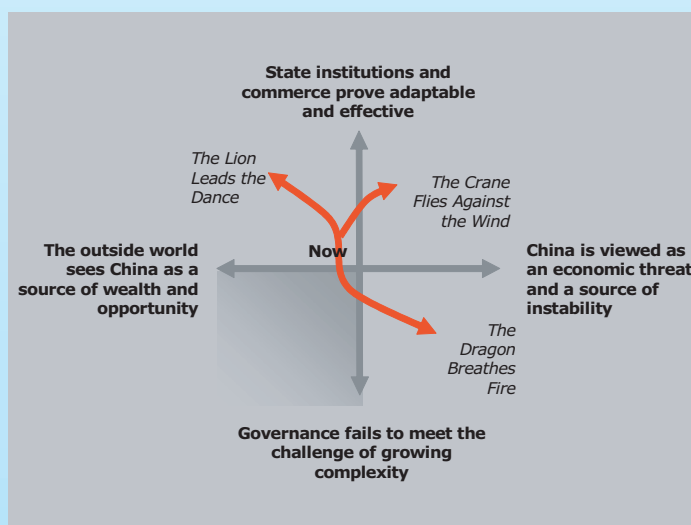 State institutions and
commerce prove adaptable
and effective
The Lion
Leads the
Dance
The Crane
Flies Against
the Wind
The outside world
sees China as a
source of wealth and
opportunity
Now
China is viewed as
an economic threat
and a source of
instability
The
Dragon
Breathes
Fire
Governance fails to meet the
challenge of growing
complexity